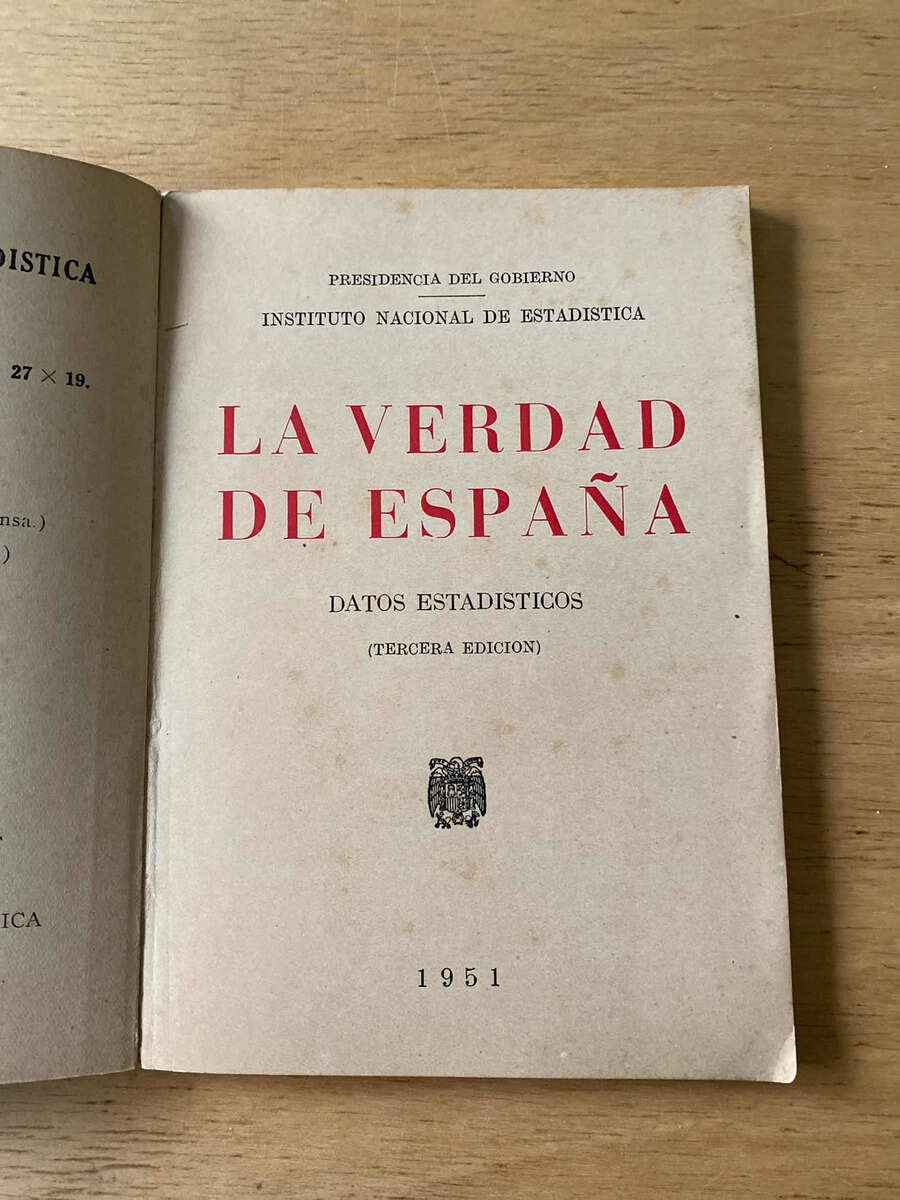 DISTICA
27 × 19.
nsa.)
)
ICA
PRESIDENCIA DEL GOBIERNO
INSTITUTO NACIONAL DE ESTADISTICA
LA VERDAD
DE ESPAÑA
DATOS ESTADISTICOS
(TERCERA EDICION)
1951